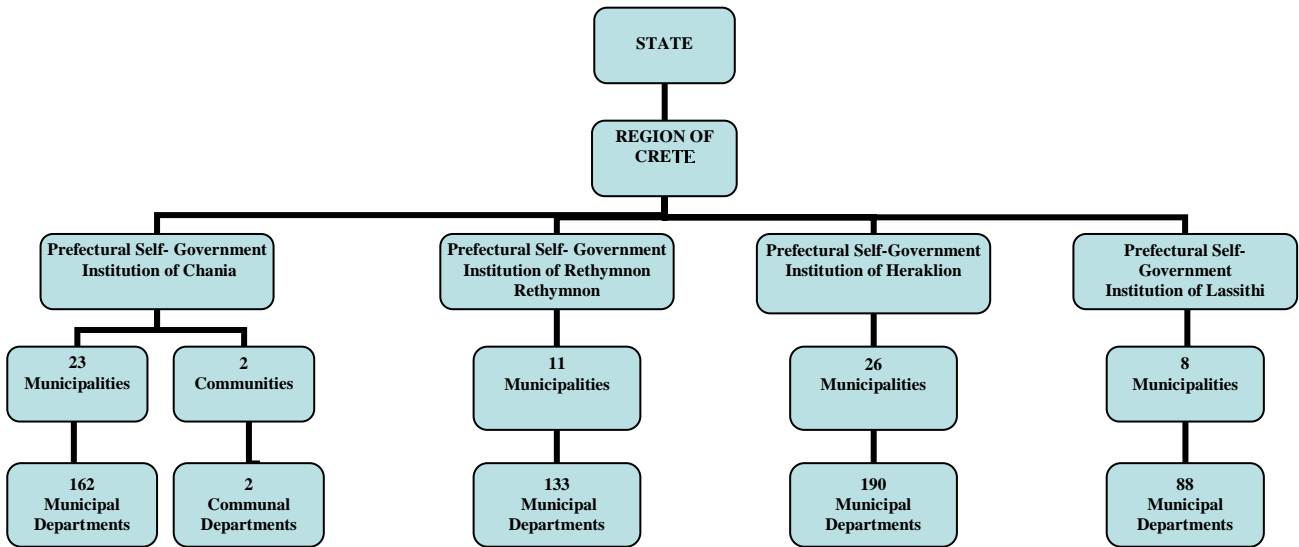 STATE
REGION OF
CRETE
Prefectural Self- Government
Institution of Chania
Prefectural Self- Government
Institution of Rethymnon
Rethymnon
Prefectural Self-Government
Institution of Heraklion
Prefectural Self-
Government
Institution of Lassithi
23
Municipalities
2
Communities
11
Municipalities
26
Municipalities
8
Municipalities
162
Municipal
Departments
2
Communal
Departments
133
Municipal
Departments
190
Municipal
Departments
88
Municipal
Departments